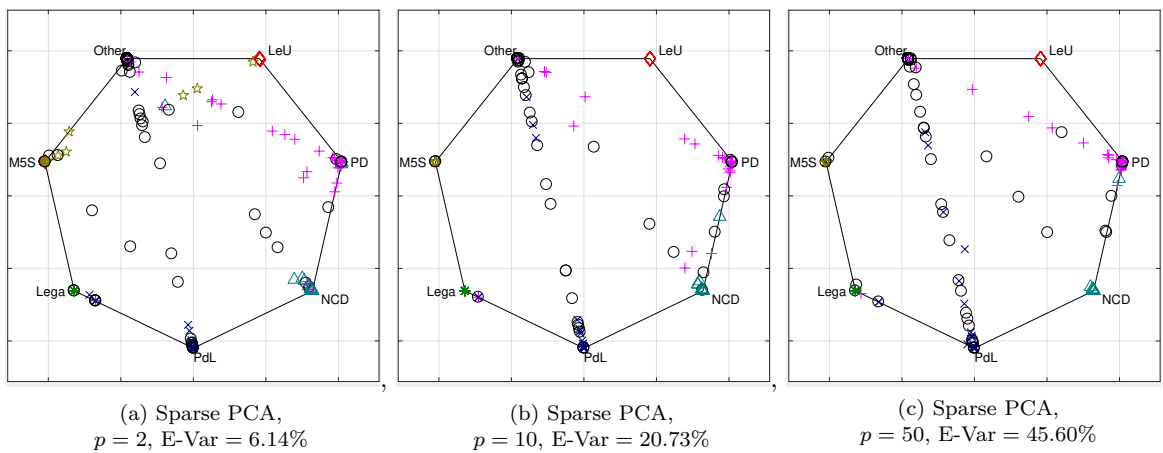 Other
LeU
M5S
PD
Lega
NCD
PdL
,
Other
LeU
M5S
PD
Lega
NCD
PdL
,
Other
LeU
M5S
PD
Lega
NCD
PdL
(a) Sparse PCA,
p = 2, E-Var = 6.14%
(b) Sparse PCA,
p = 10, E-Var = 20.73%
(c) Sparse PCA,
p = 50, E-Var = 45.60%